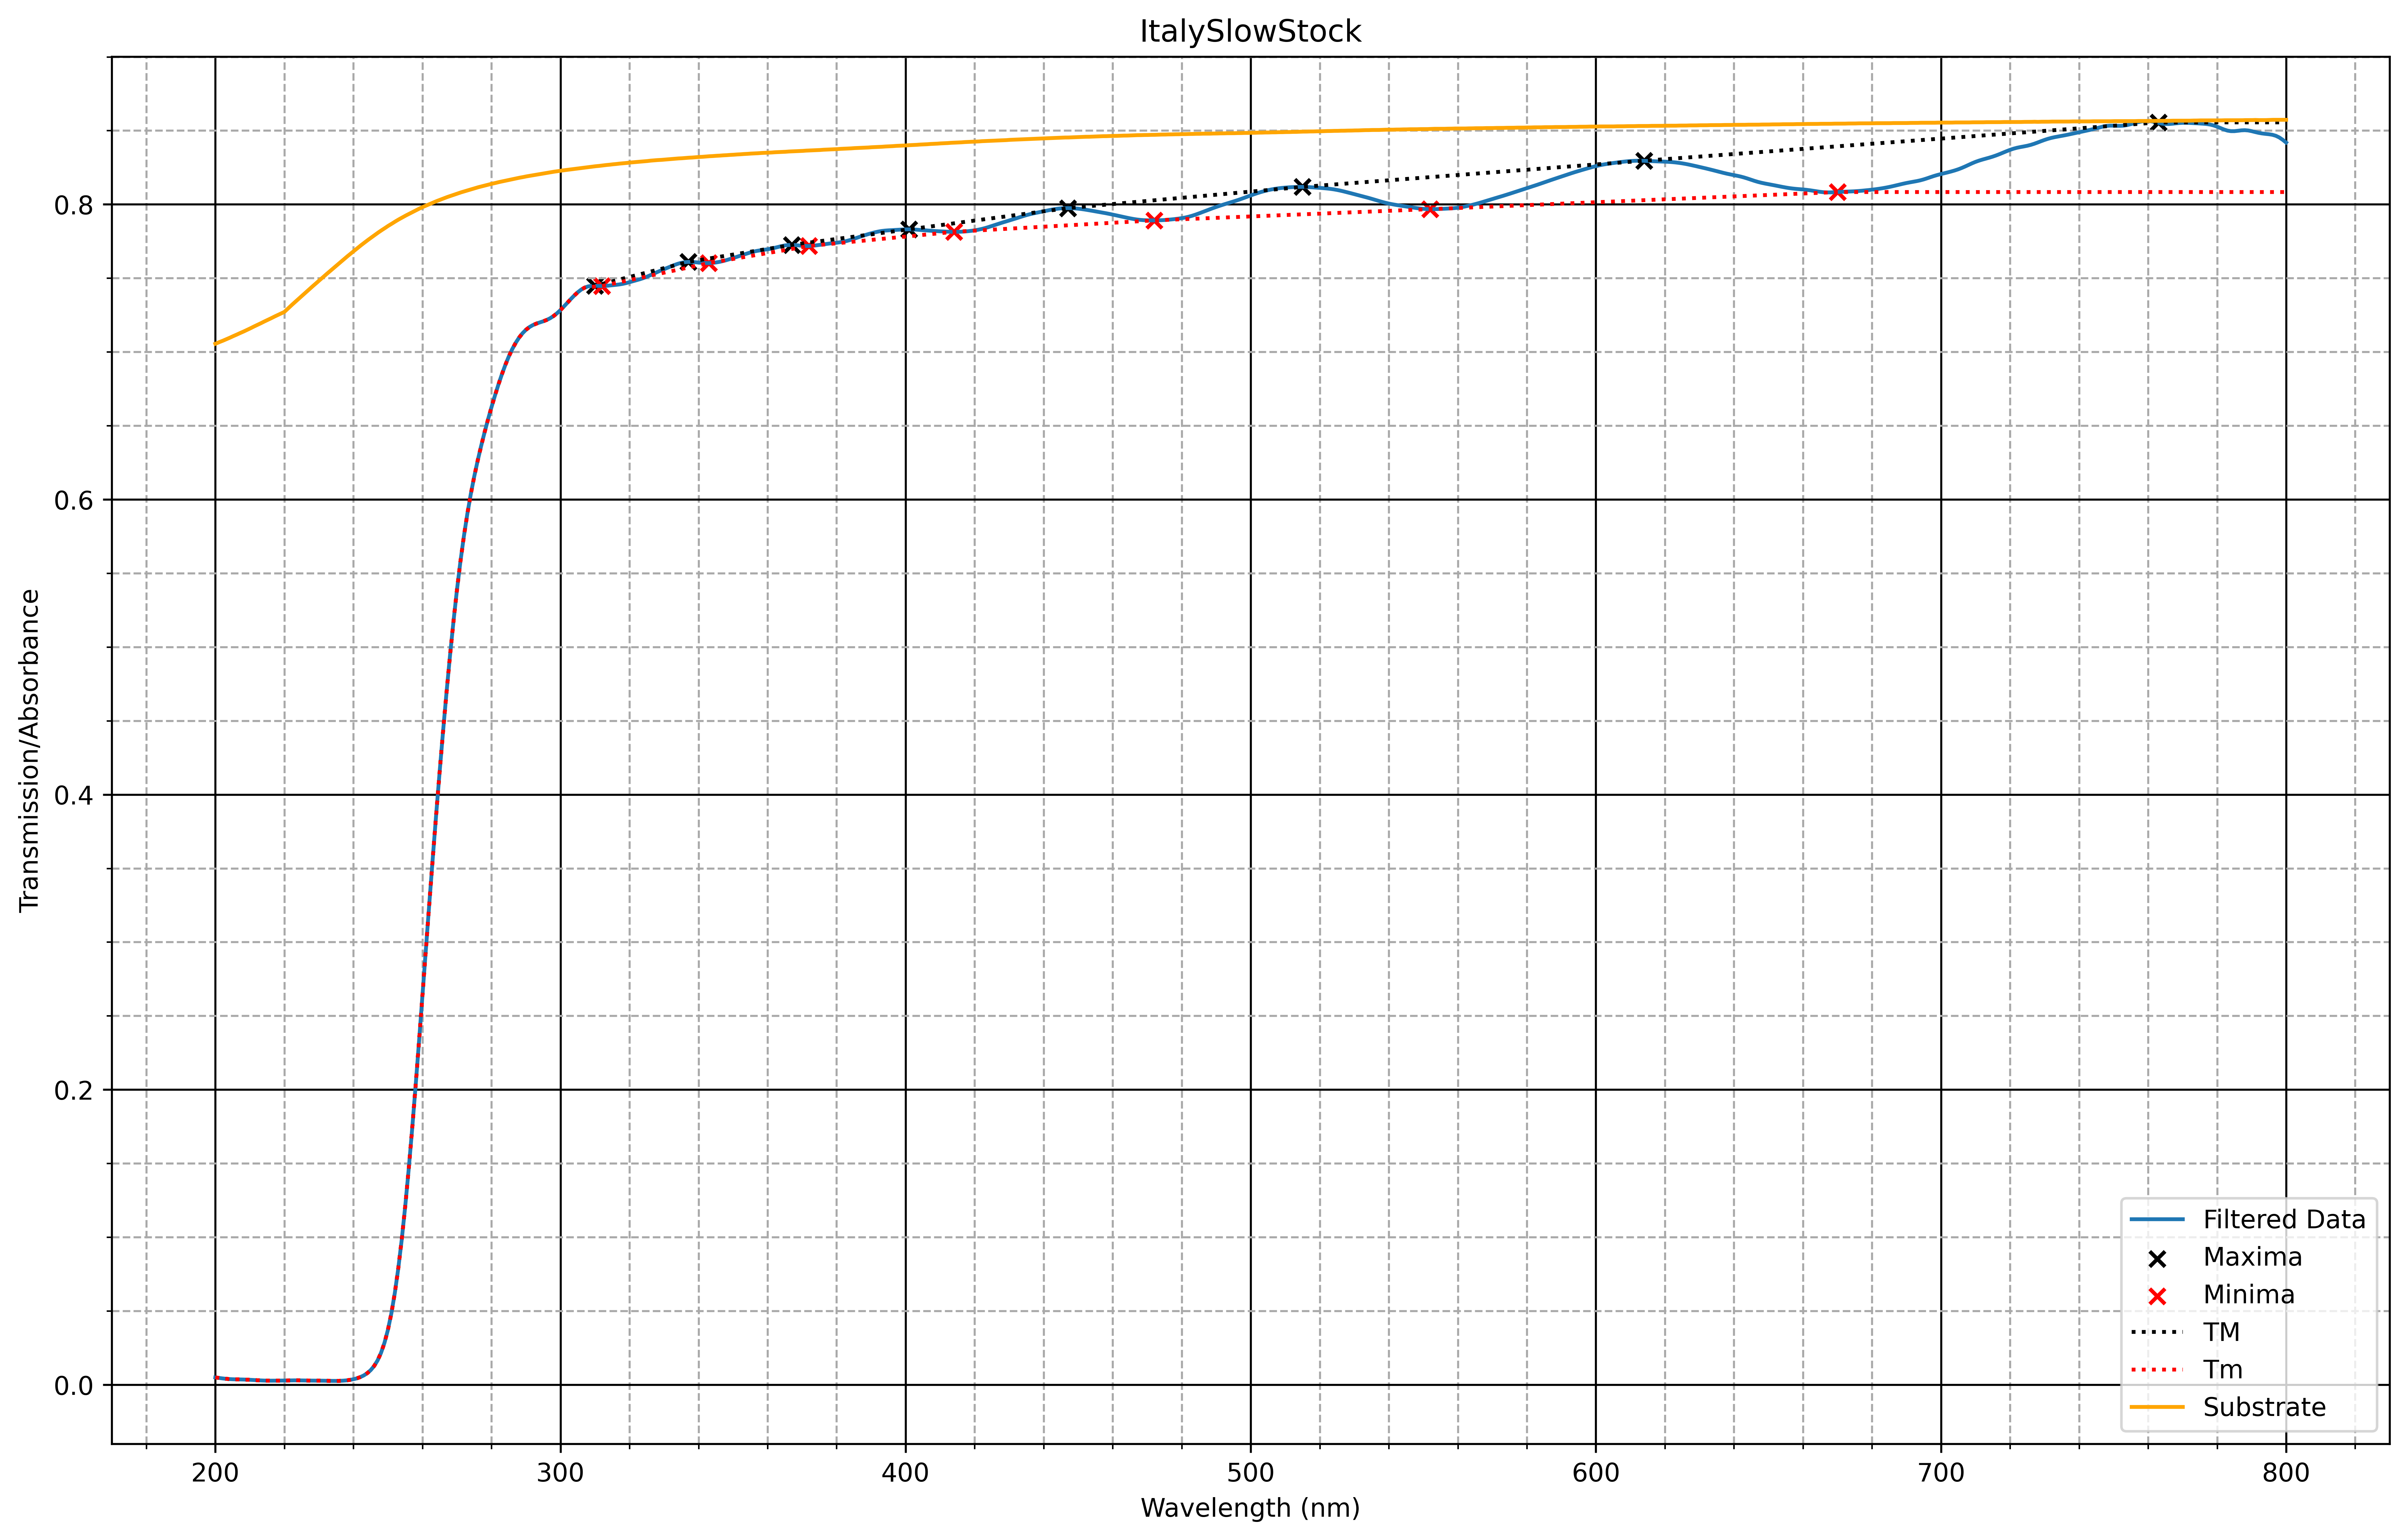 ItalySlowStock
Transmission/Absorbance
0.8
0.6
0.4
0.2
0.0
200 300 400 500 600 700 800
Wavelength (nm)
Filtered Data
Maxima
Minima
TM
Tm
Substrate